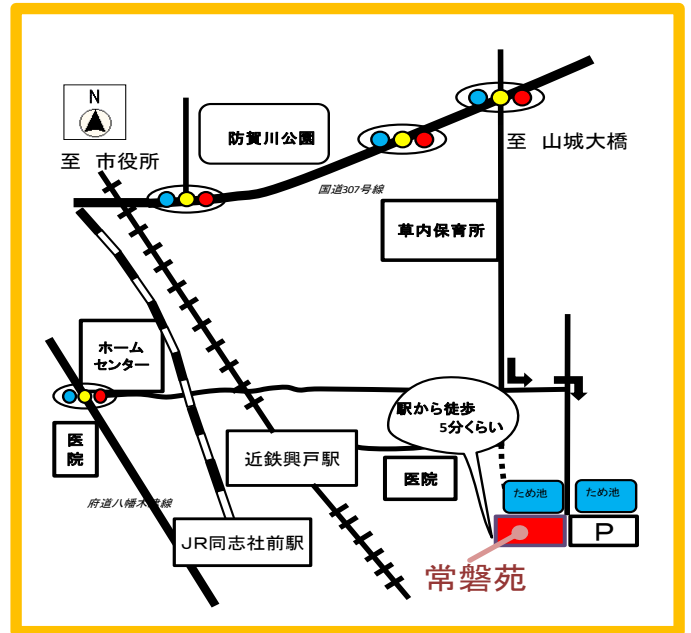 N
防賀川公園
至 山城大橋
至 市役所
国道307号線
草内保育所
ホーム
センター
駅から徒歩
5分くらい
医
院
近鉄興戸駅
医院
ため池
ため池
府道八幡木津線
JR同志社前駅
P
常磐苑